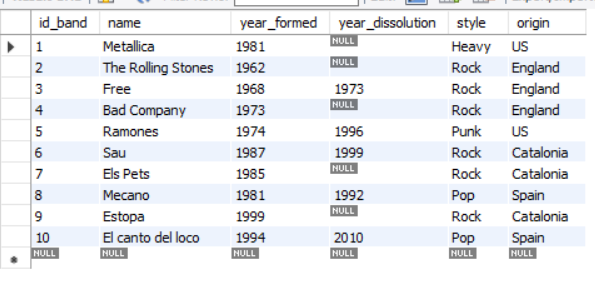 id_band name year_formed year_dissolution style origin
1 Metallica 1981 NULL Heavy US
2 The Rolling Stones 1962 NULL Rock England
3 Free 1968 1973 Rock England
4 Bad Company 1973 NULL Rock England
5 Ramones 1974 1996 Punk US
6 Sau 1987 1999 Rock Catalonia
7 Els Pets 1985 NULL Rock Catalonia
8 Mecano 1981 1992 Pop Spain
9 Estopa 1999 NULL Rock Catalonia
10 El canto del loco 1994 2010 Pop Spain
NULL NULL NULL NULL NULL NULL